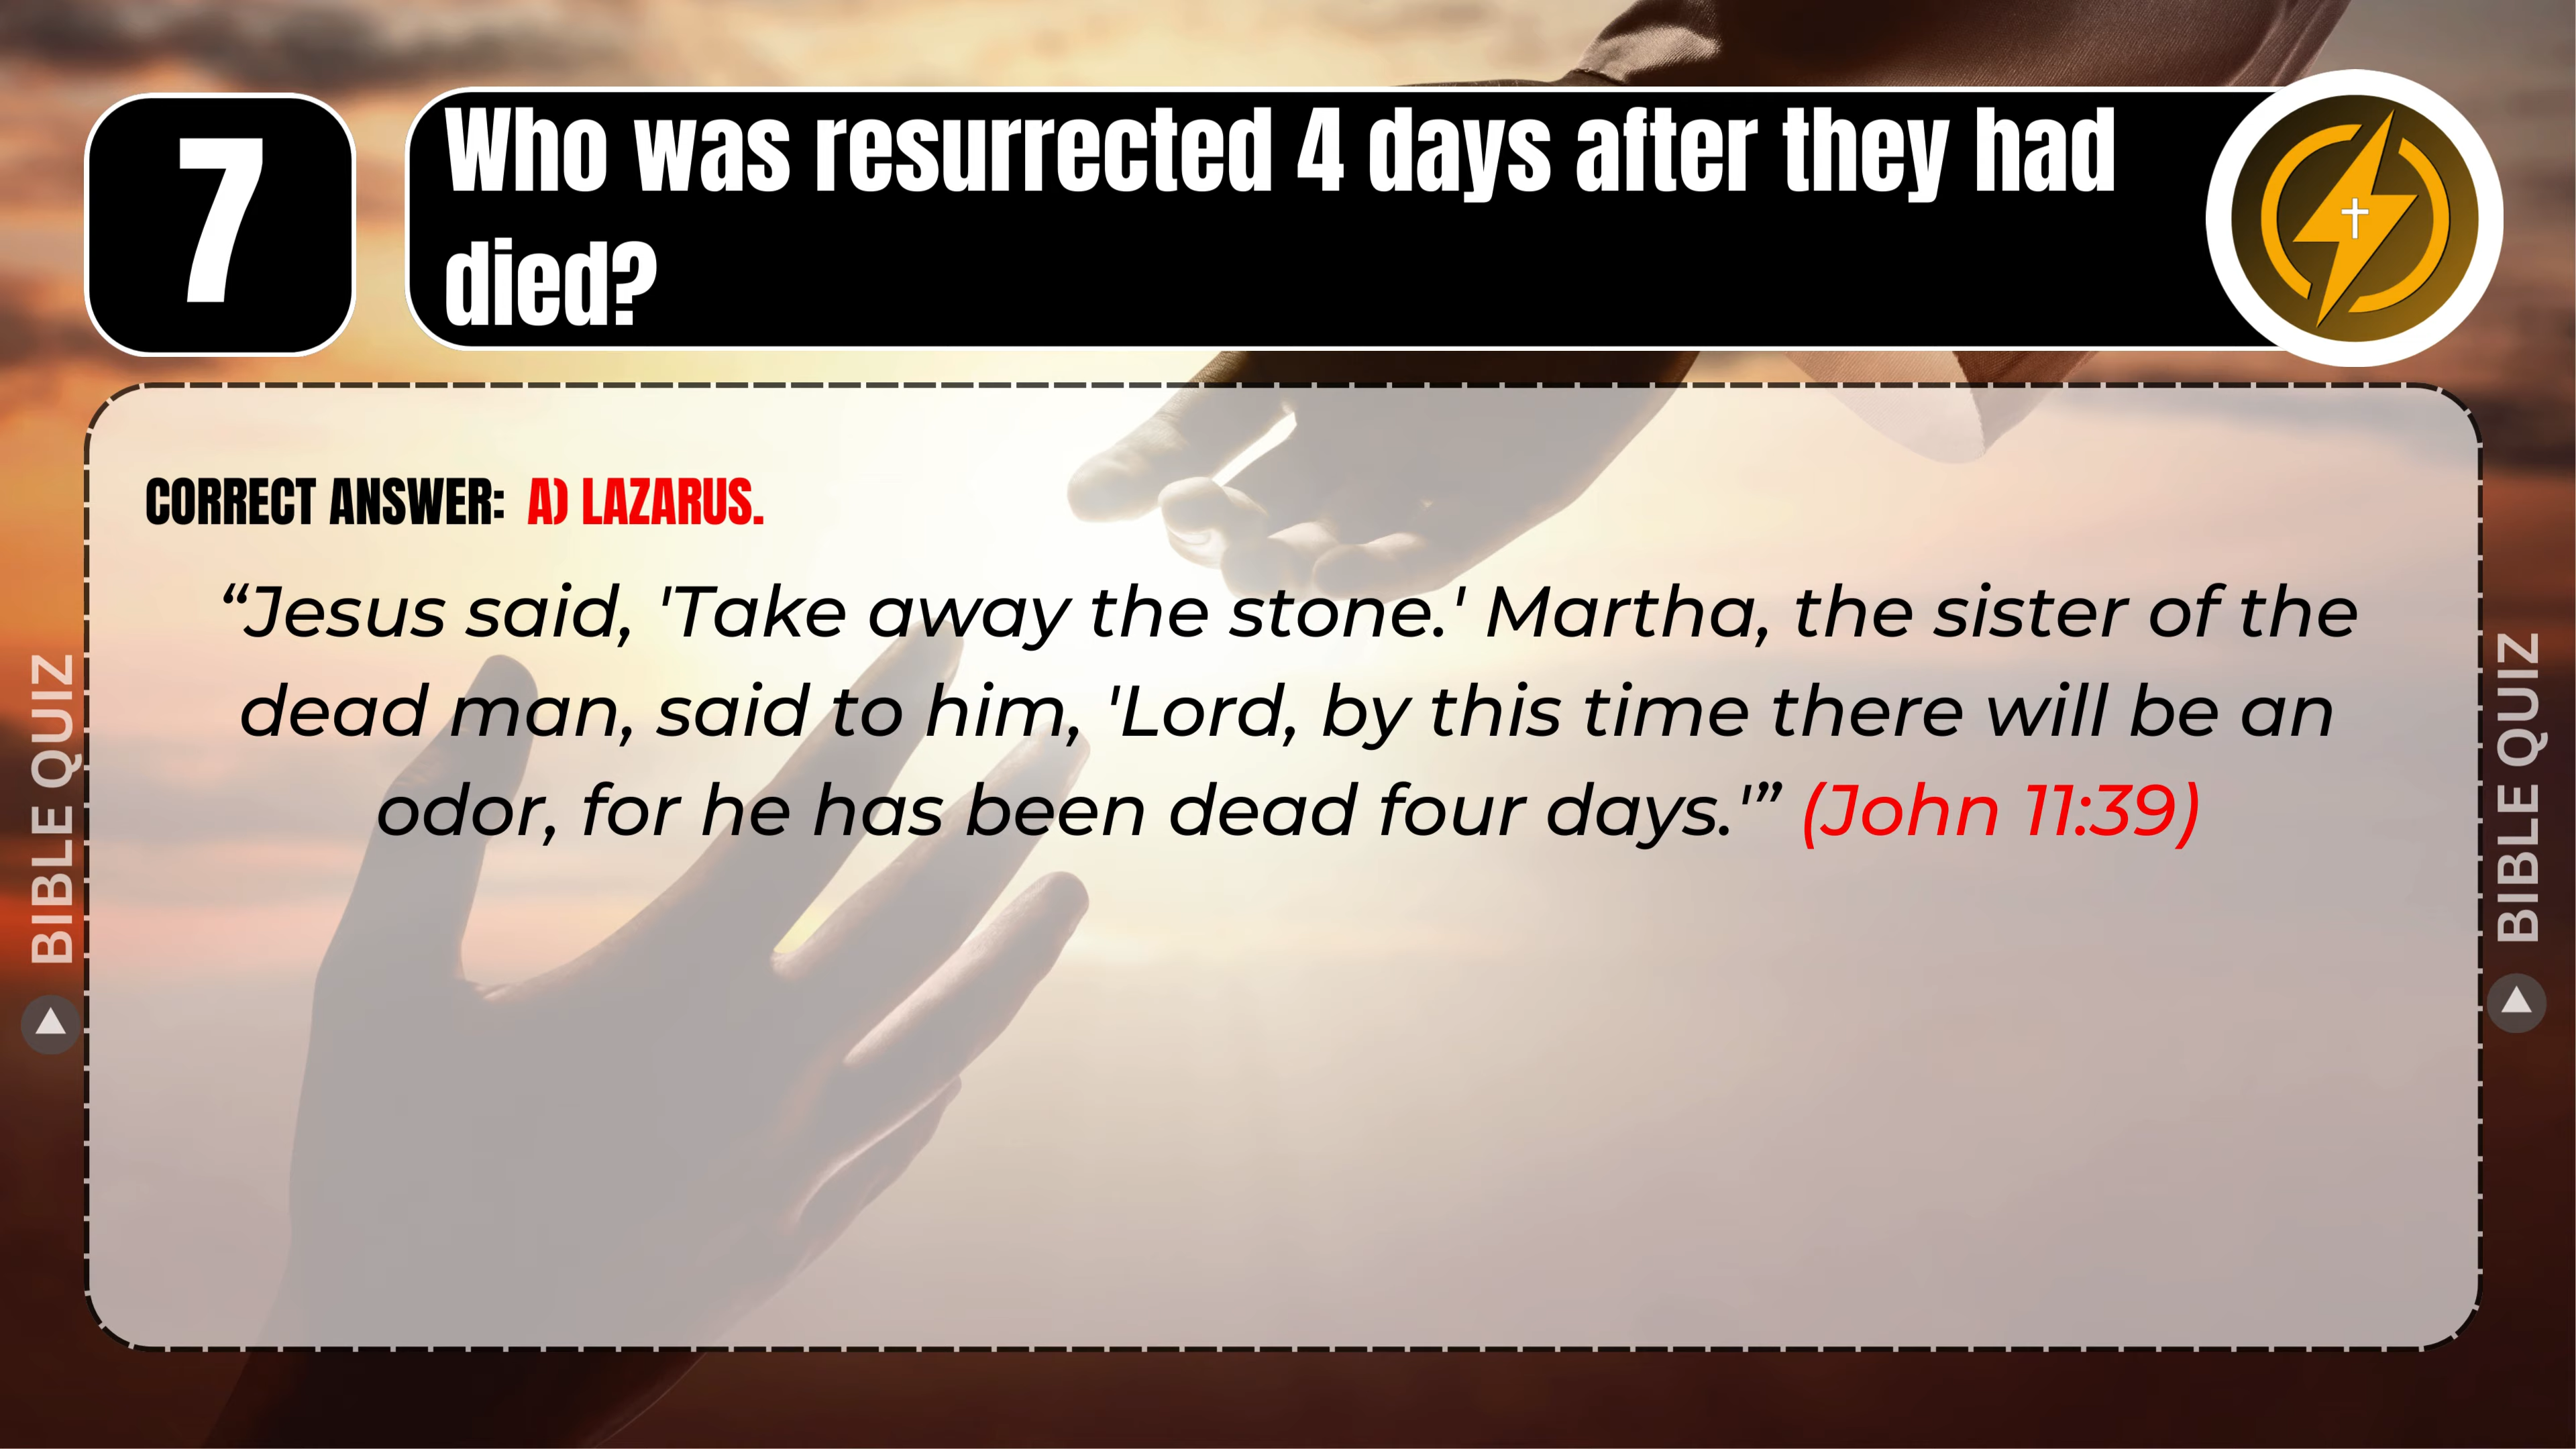 7
Who was resurrected 4 days after they had
died?
CORRECT ANSWER: A) LAZARUS.
“Jesus said, 'Take away the stone.' Martha, the sister of the
dead man, said to him, 'Lord, by this time there will be an
odor, for he has been dead four days.'” (John 11:39)
BIBLE QUIZ
BIBLE QUIZ